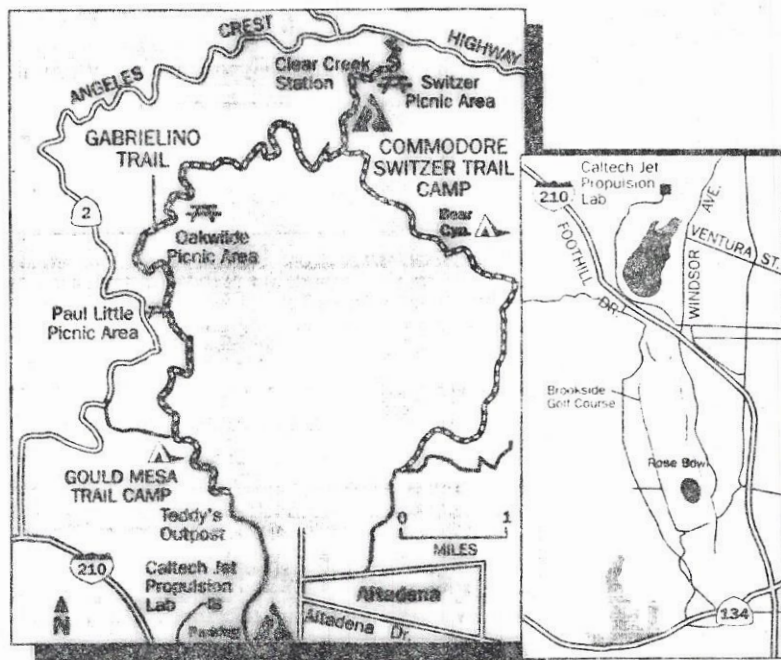 ANGELES
CREST
HIGHWAY
Clear Creek
Station
Switzer
Picnic Area
GABRIELINO
TRAIL
COMMODORE
SWITZER TRAIL
CAMP
2
Bear
Cyn.
Oakwilde
Picnic Area
Paul Little
Picnic Area
GOULD MESA
TRAIL CAMP
Teddy's
Outpost
0 1
MILES
210
Caltech Jet
Propulsion
Lab
Parking
Altadena
Altadena
Dr.
N
Caltech Jet
Propulsion
Lab
210
FOOTHILL
DR.
WINDSOR
AVE.
VENTURA ST.
Brookside
Golf Course
Rose Bowl
134